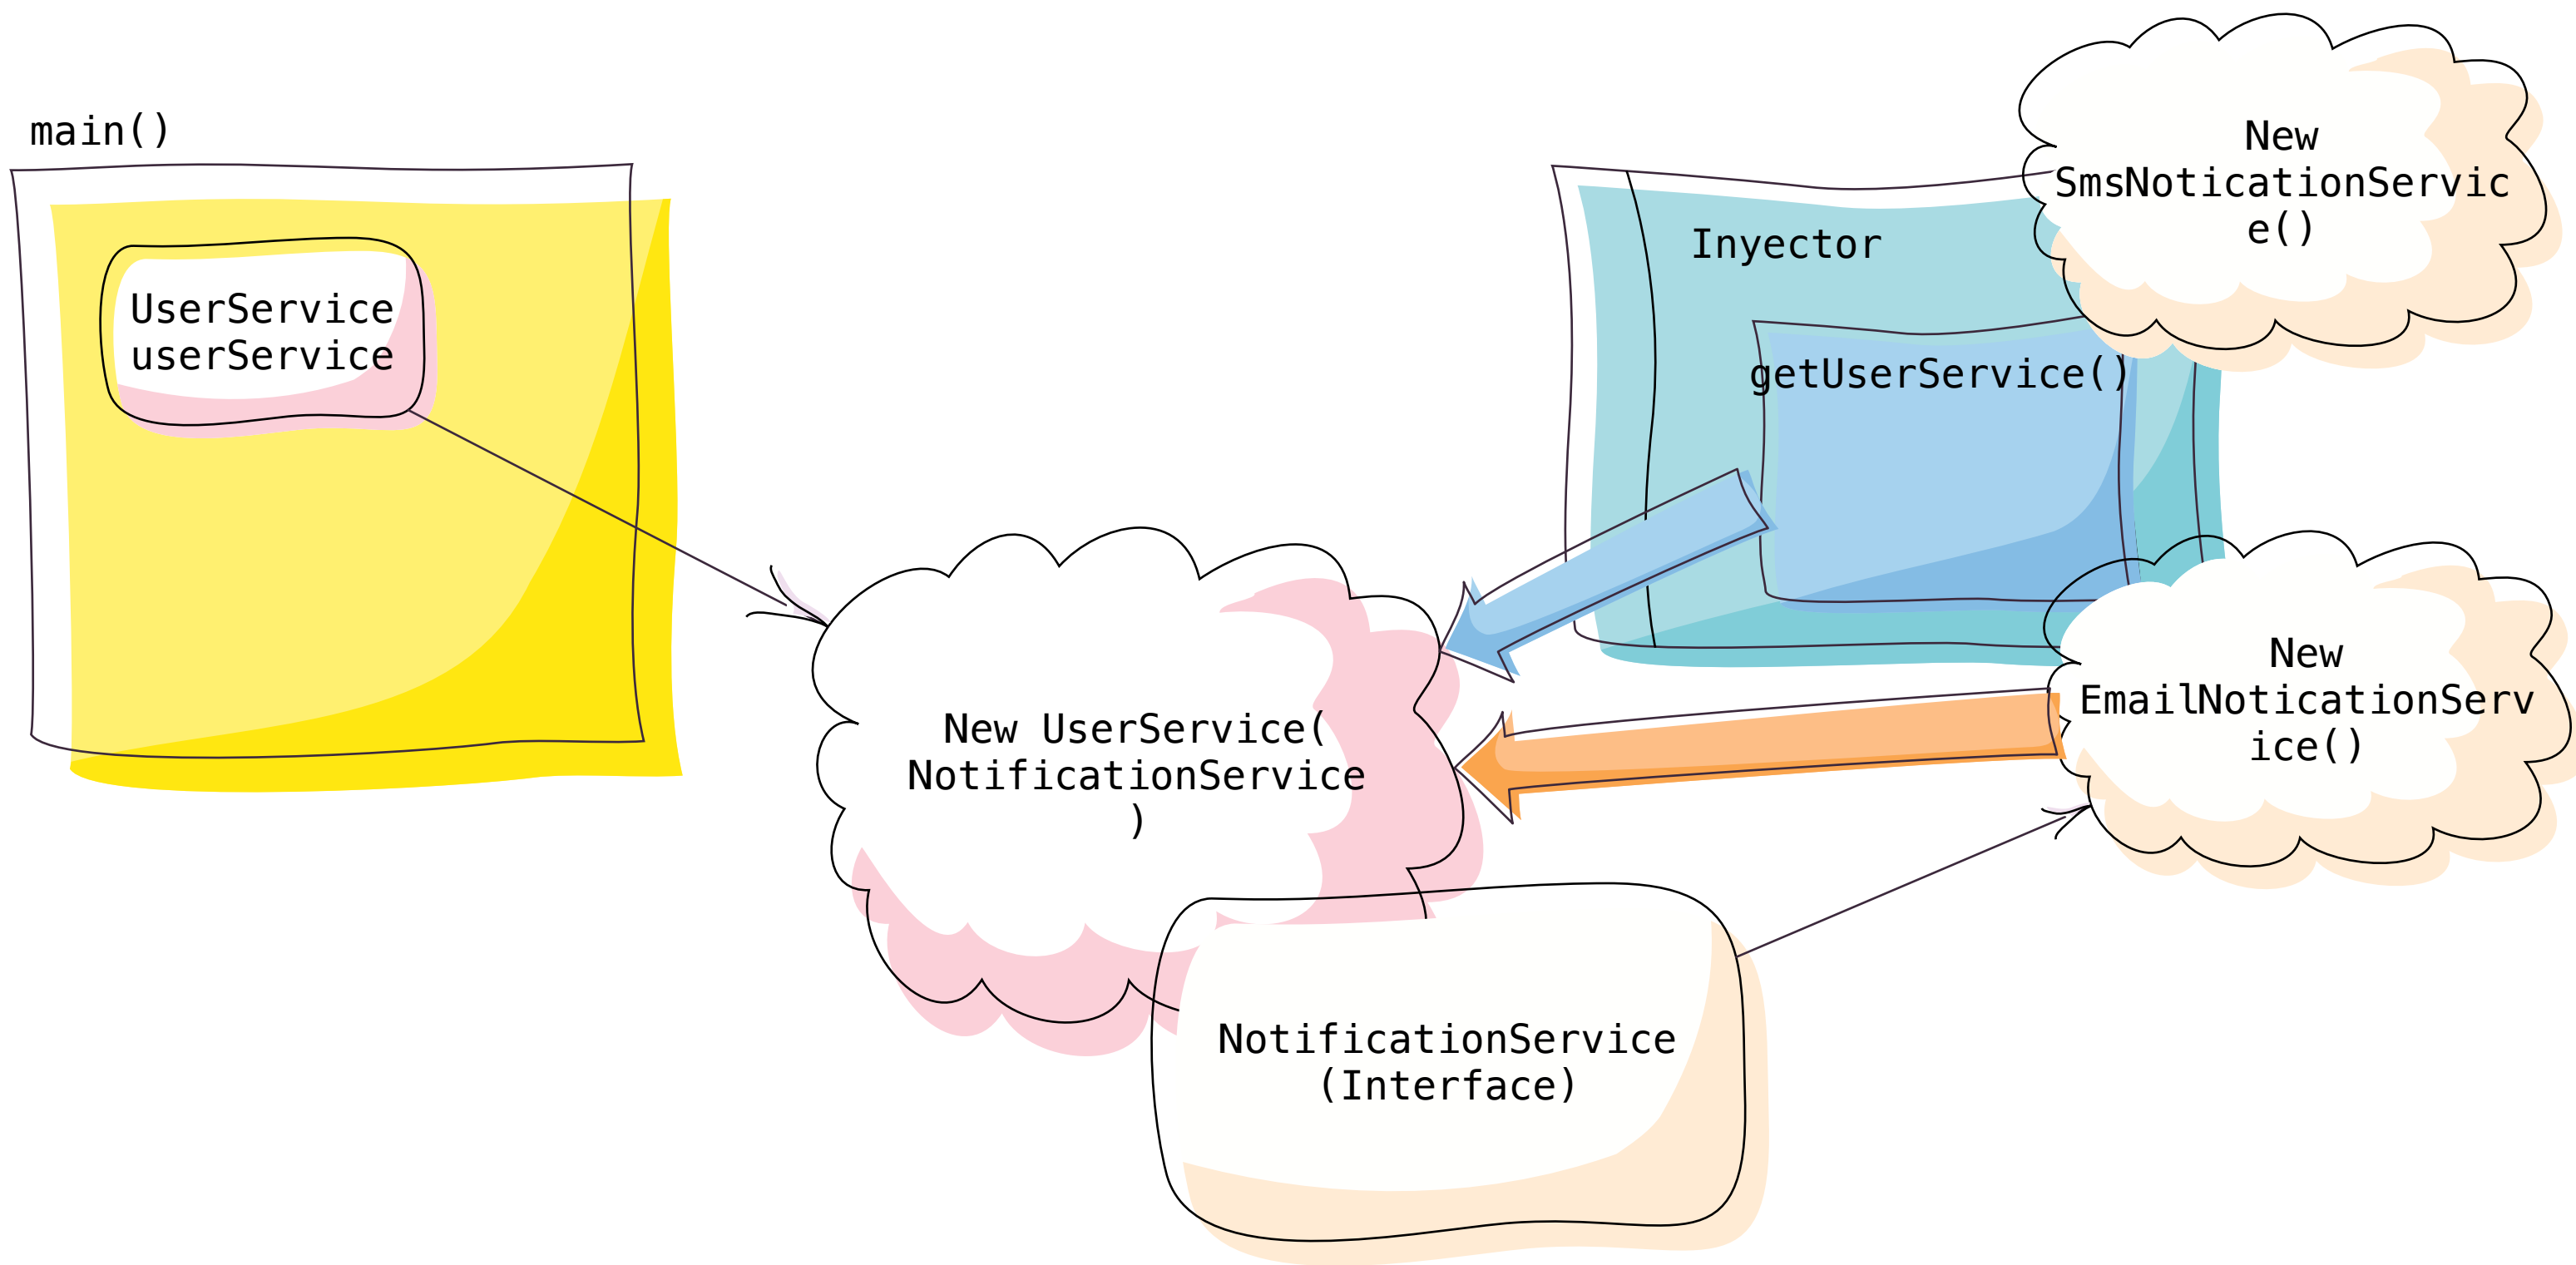 main()
UserService
userService
Inyector
getUserService()
New
SmsNoticationServic
e()
New UserService(
NotificationService
)
New
EmailNoticationServ
ice()
NotificationService
(Interface)